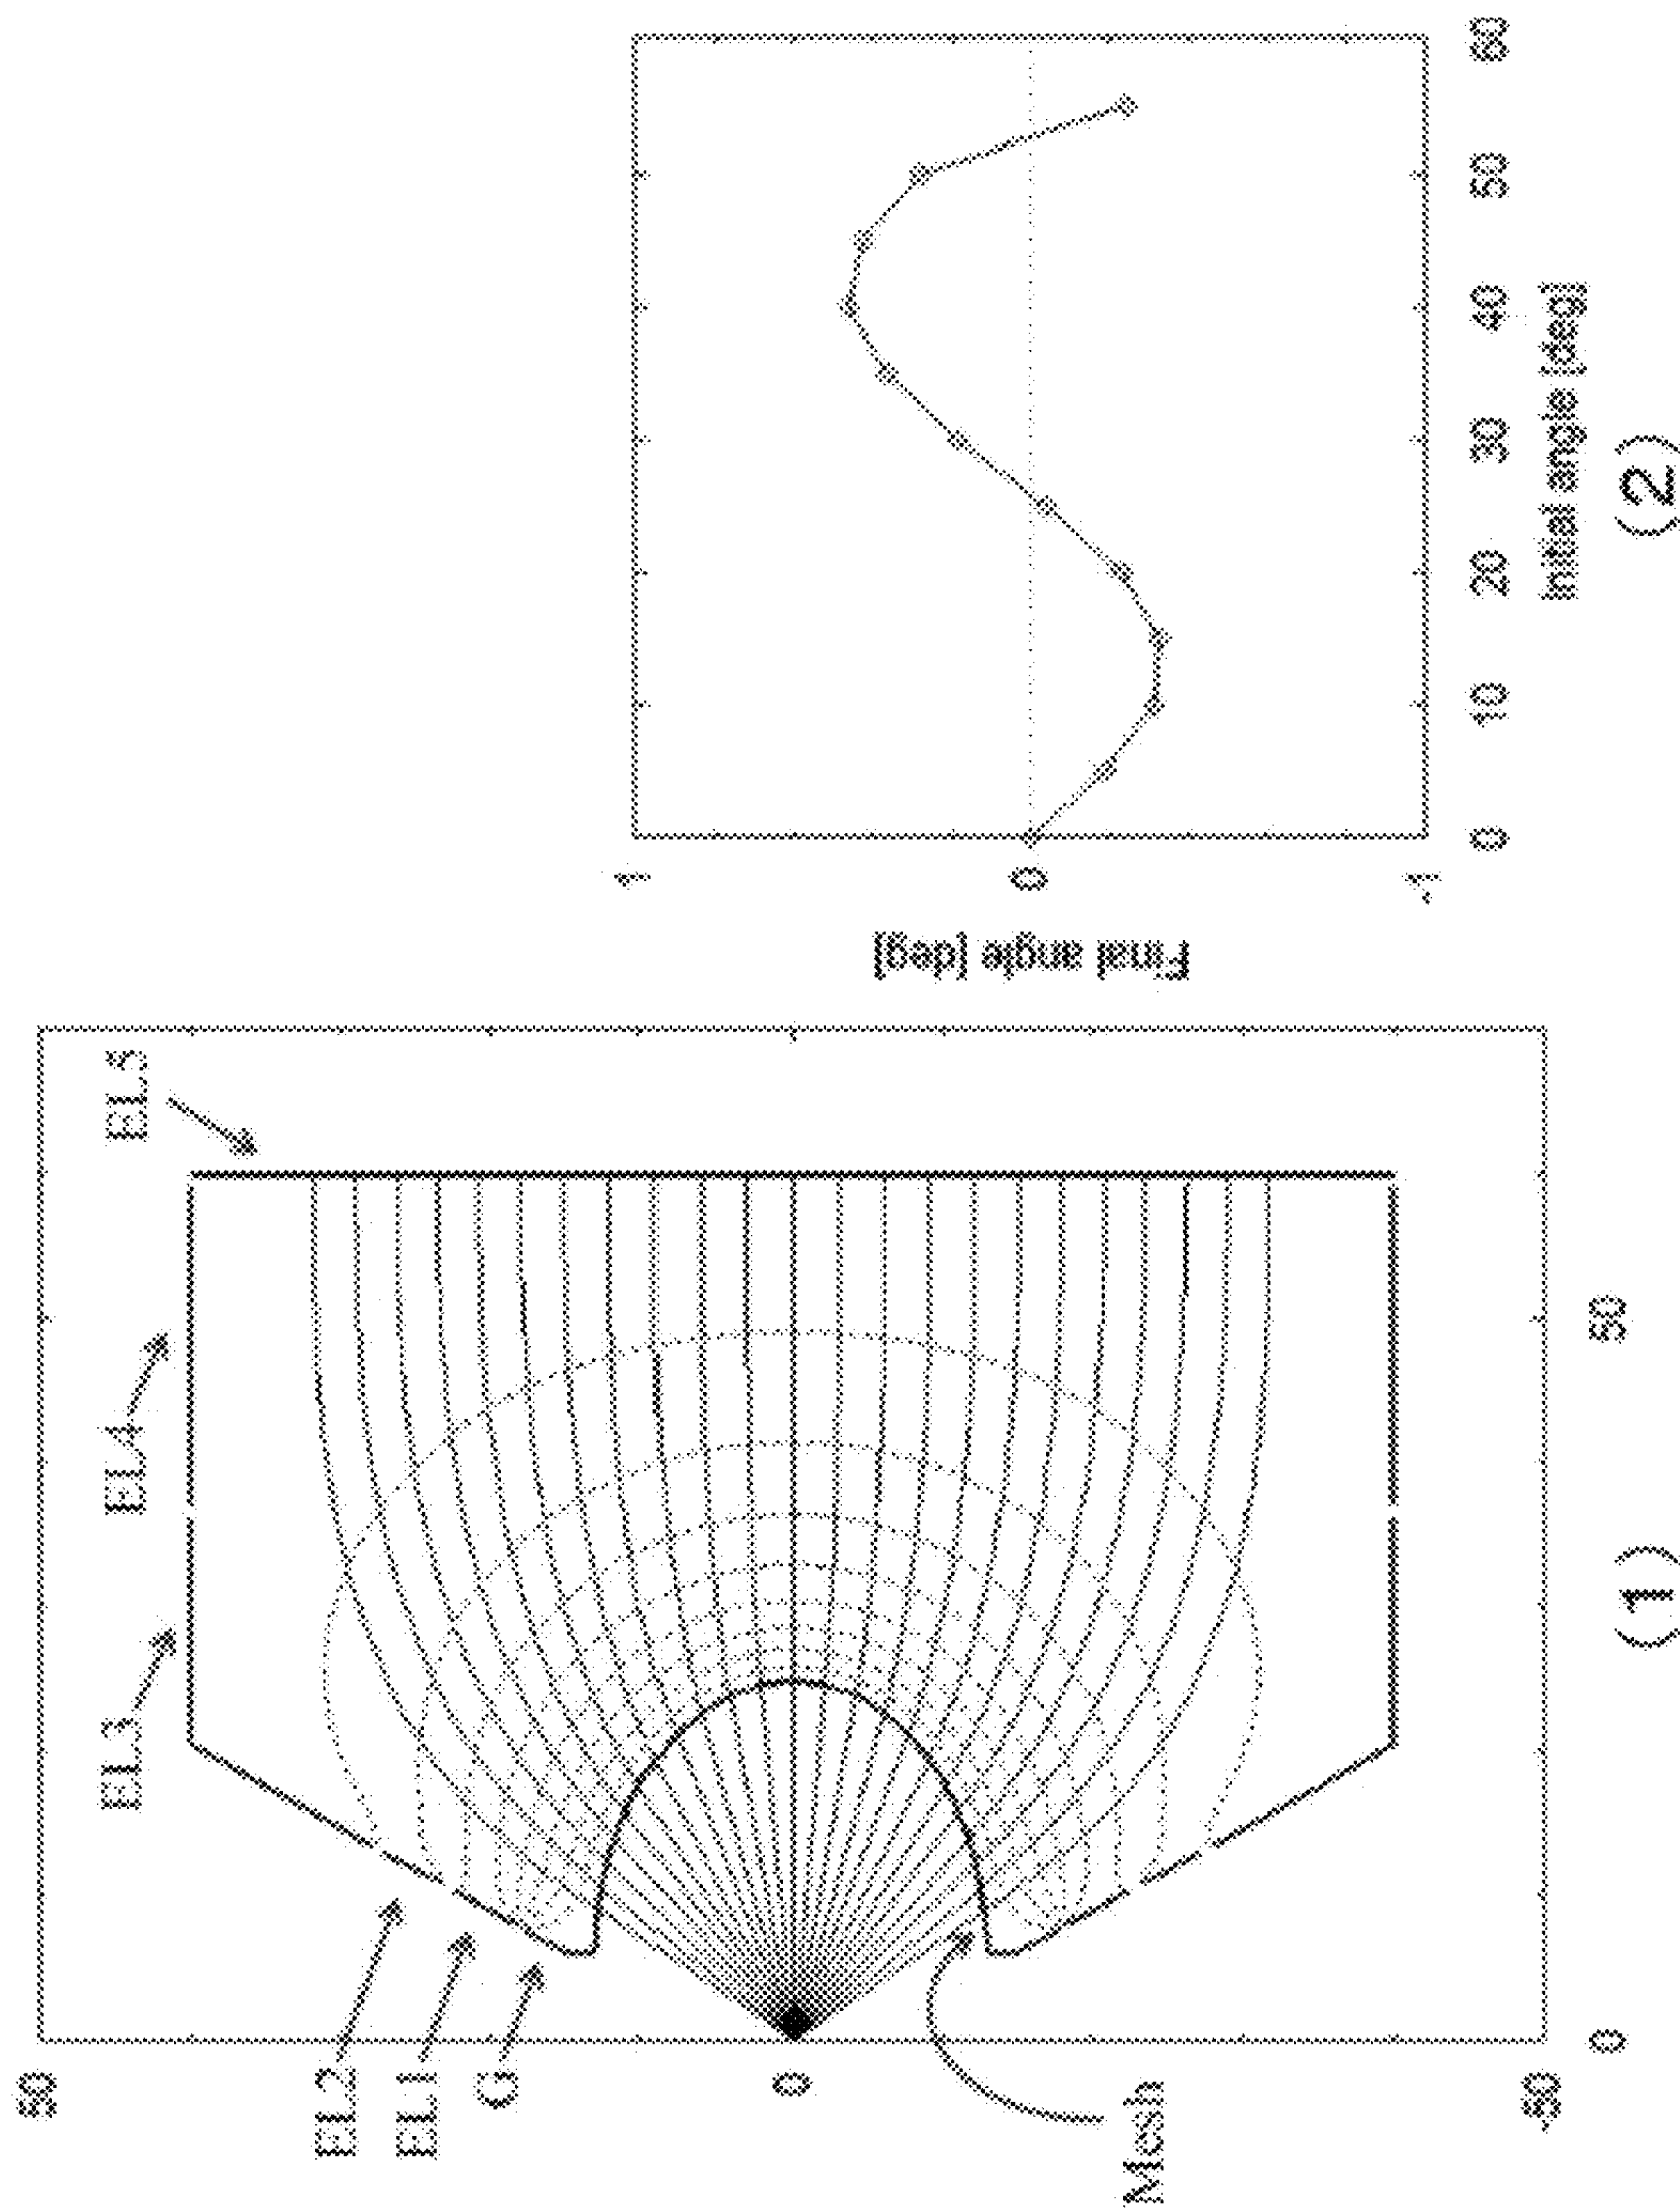 50
0
-50
0
50
EL2
EL1
G
EL3
EL4
EL5
Mesh
(1)
1
0
-1
Final angle [deg]
0
10
20
30
40
50
60
Initial angle [deg]
(2)